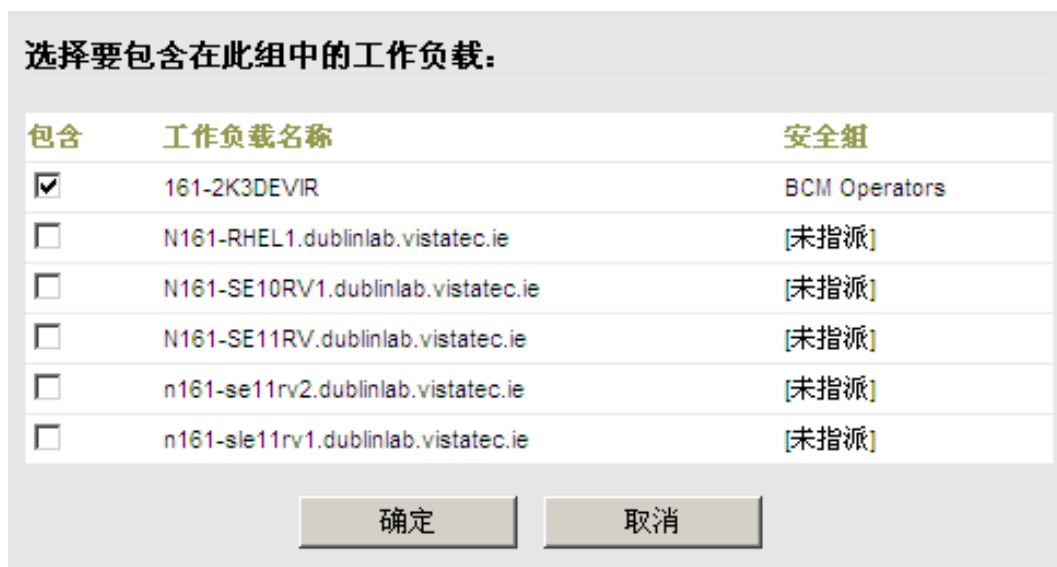 选择要包含在此组中的工作负载：
包含 工作负载名称 安全组
161-2K3DEVIR BCM Operators
N161-RHEL1.dublinlab.vistatec.ie [未指派]
N161-SE10RV1.dublinlab.vistatec.ie [未指派]
N161-SE11RV.dublinlab.vistatec.ie [未指派]
n161-se11rv2.dublinlab.vistatec.ie [未指派]
n161-sle11rv1.dublinlab.vistatec.ie [未指派]
确定 取消